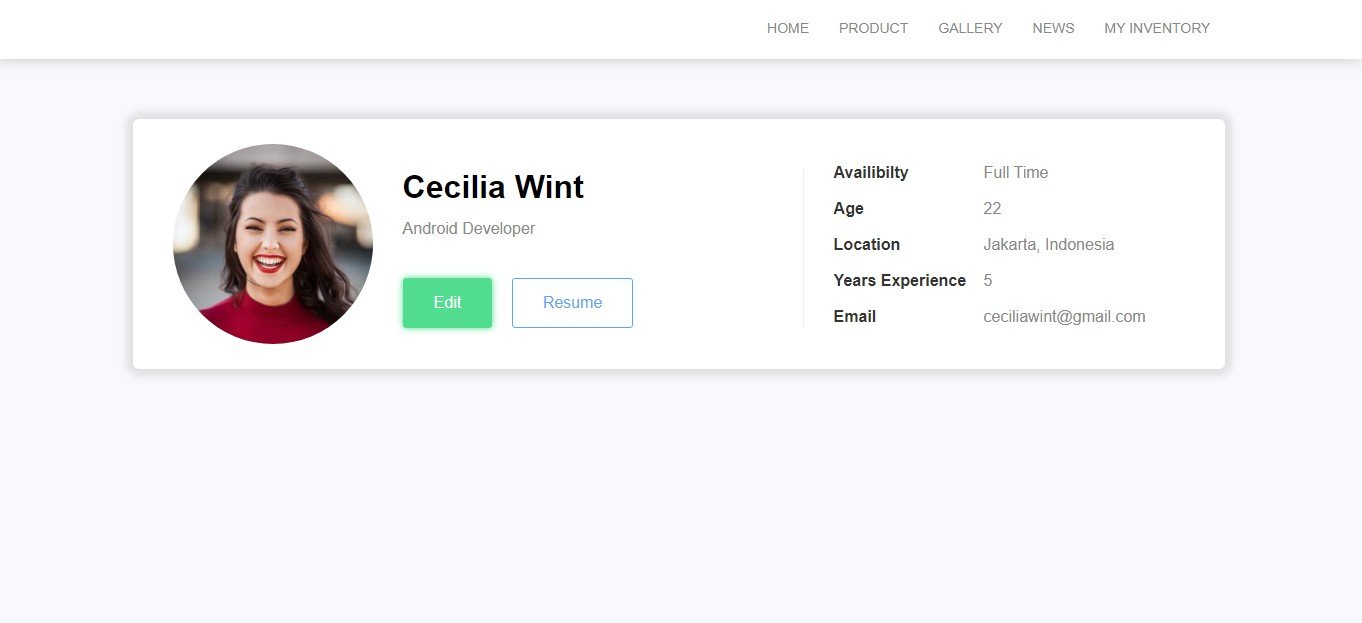 HOME PRODUCT GALLERY NEWS MY INVENTORY
Cecilia Wint
Android Developer
Edit Resume
Availibilty Full Time
Age 22
Location Jakarta, Indonesia
Years Experience 5
Email ceciliawint@gmail.com